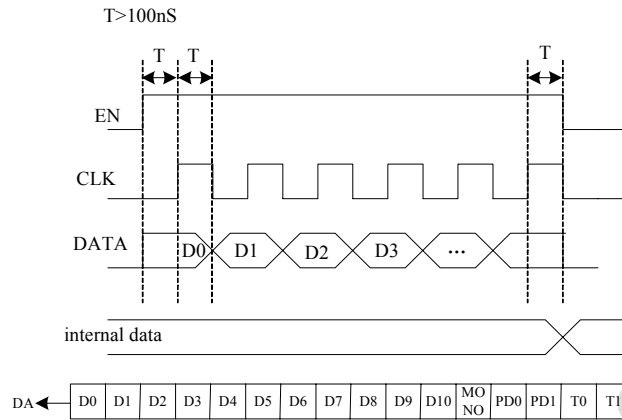 T>100nS
T T T
EN
CLK
DATA D0 D1 D2 D3 ...
internal data
DA D0 D1 D2 D3 D4 D5 D6 D7 D8 D9 D10 MO NO PD0 PD1 T0 T1